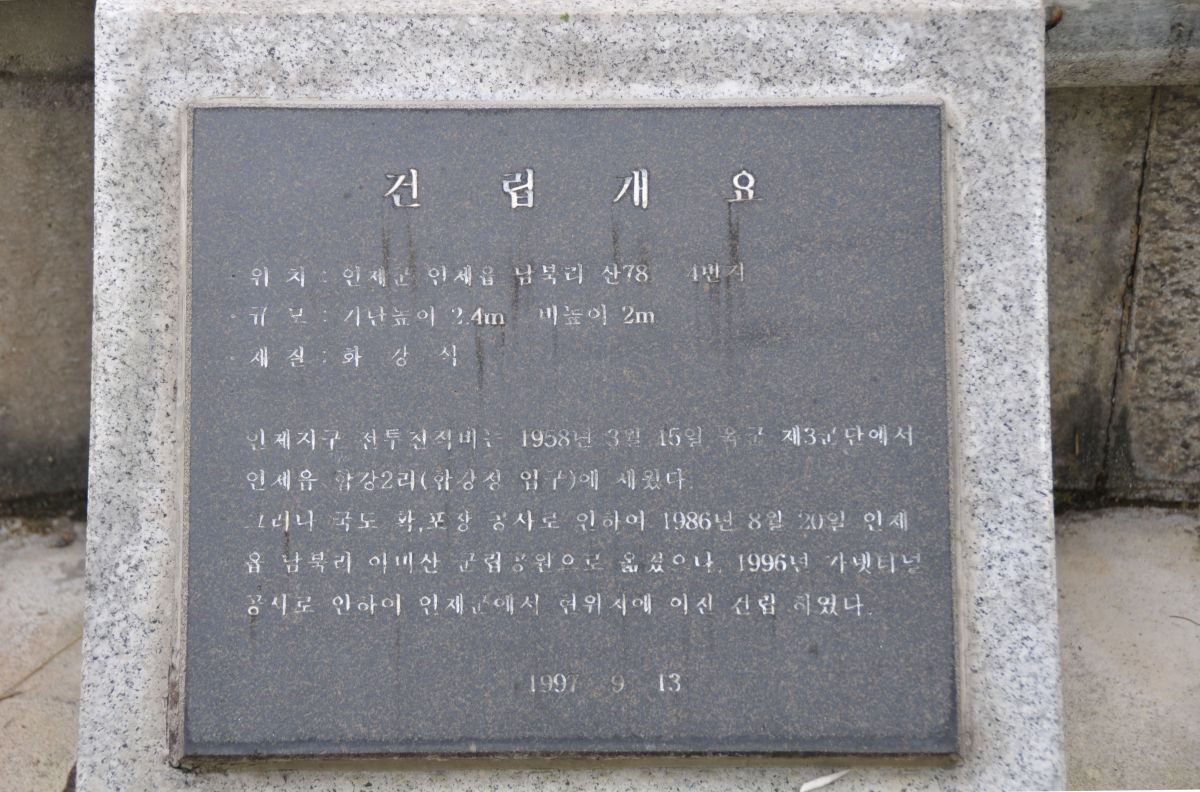 건 립 개 요
위 치 : 인제군 인제읍 남북리 산78 4번지
규 모 : 기단높이 2.4m 비높이 2m
재 질 : 화 강 석
인제지구 전투전적비는 1958년 3월 15일 육군 제3군단에서
인제읍 합강2리(합강정 입구)에 세웠다.
그러나 국도 확,포장 공사로 인하여 1986년 8월 20일 인제
읍 남북리 아미산 군립공원으로 옮겼으나, 1996년 가넷터널
공사로 인하여 인제군에서 현위치에 이전 건립 하였다.
1997 9 13